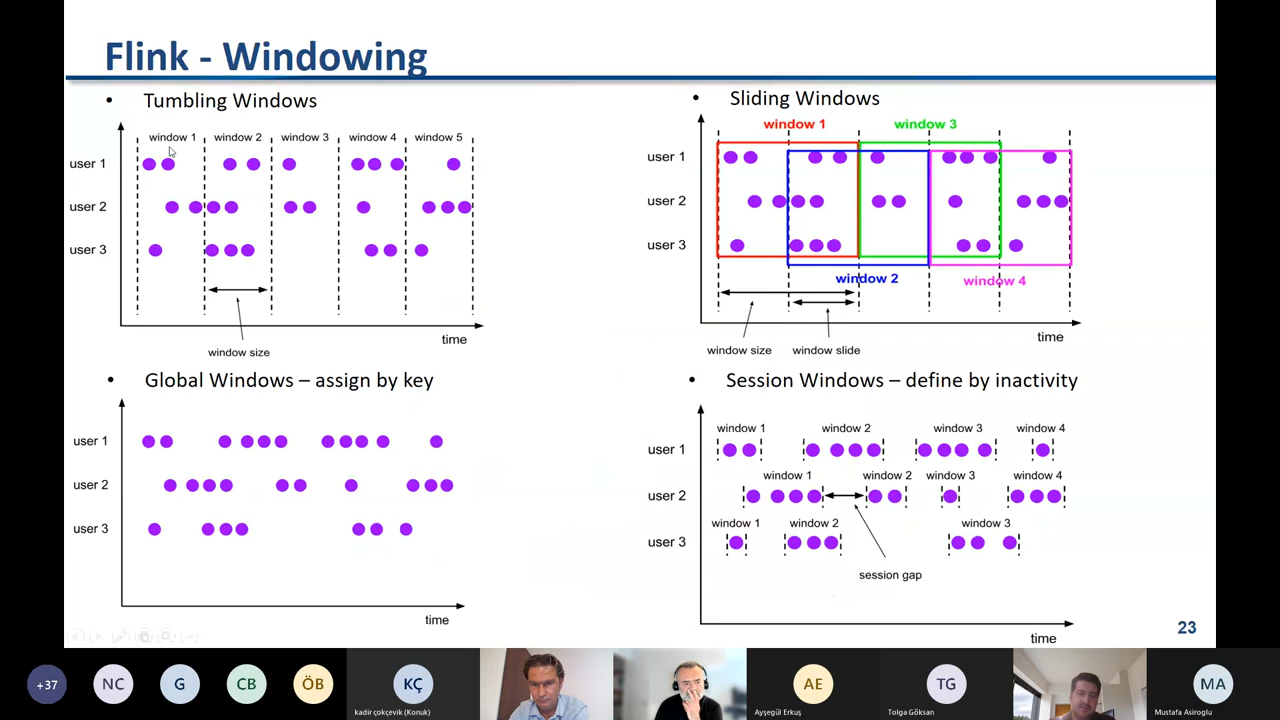 Flink - Windowing
• Tumbling Windows
window 1 window 2 window 3 window 4 window 5
user 1
user 2
user 3
window size
time
• Sliding Windows
window 1 window 3
user 1
user 2
user 3
window 2 window 4
window size window slide
time
• Global Windows – assign by key
user 1
user 2
user 3
time
• Session Windows – define by inactivity
window 1 window 2 window 3 window 4
user 1
window 1 window 2 window 3 window 4
user 2
window 1 window 2 window 3
user 3
session gap
time
23
+37 NC G CB ÖB KÇ AE TG MA
kadir çokçevik (Konuk) Ayşegül Erkuş Tolga Göksan Mustafa Asiroglu